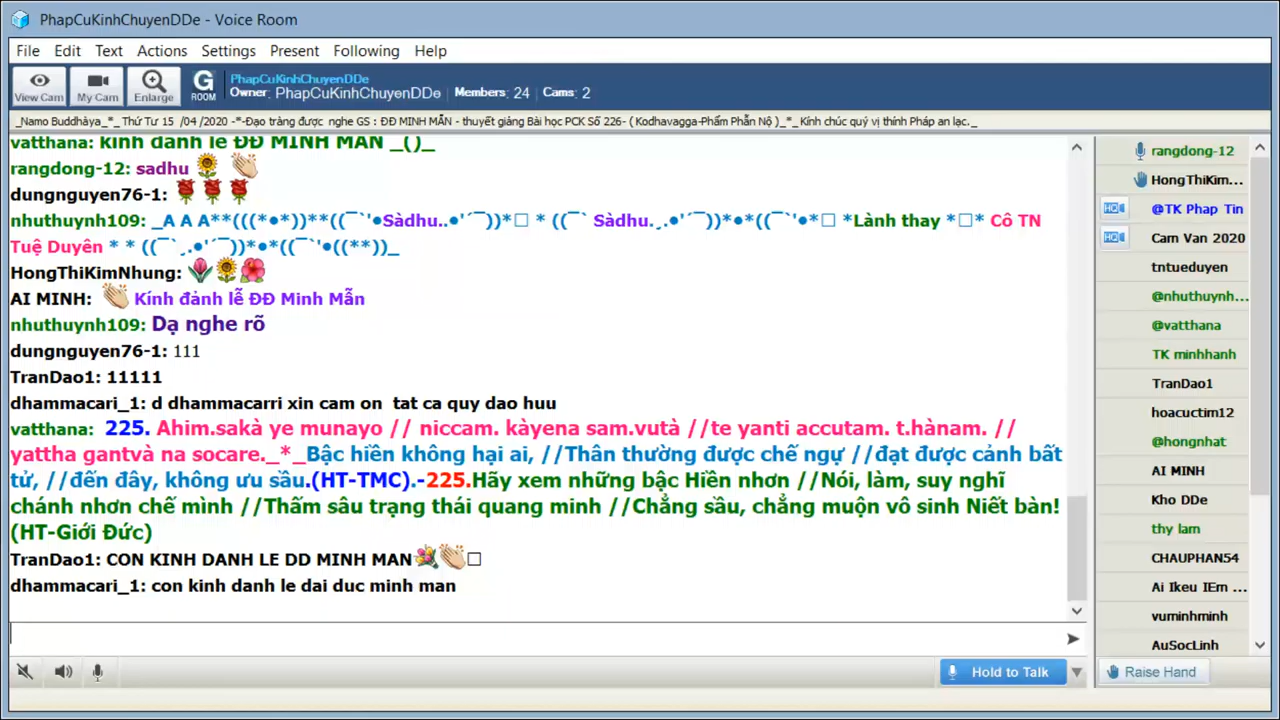 PhapCuKinhChuyenDDe - Voice Room
File Edit Text Actions Settings Present Following Help
View Cam My Cam Enlarge G ROOM PhapCuKinhChuyenDDe
Owner: PhapCuKinhChuyenDDe Members: 24 Cams: 2
_Namo Buddhàya_*_ Thứ Tư 15 /04 /2020 -*-Đạo tràng được nghe GS : ĐĐ MINH MẪN - thuyết giảng Bài học PCK Số 226- ( Kodhavagga-Phẩm Phẫn Nộ )_*_ Kính chúc quý vị thính Pháp an lạc._
vatthana: kính đảnh lễ ĐĐ MINH MẪN _()_
rangdong-12: sadhu
dungnguyen76-1:
nhuthuynh109: _A A A**(((*●*))**((¯`'●Sàdhu..●'´¯))*□ * ((¯` Sàdhu.¸.●'´¯))*●*((¯`'●*□ *Lành thay *□* Cô TN
Tuệ Duyên * * ((¯`¸.●'´¯))*●*((¯`'●((**))_
HongThiKimNhung:
AI MINH: Kính đảnh lễ ĐĐ Minh Mẫn
nhuthuynh109: Dạ nghe rõ
dungnguyen76-1: 111
TranDao1: 11111
dhammacari_1: d dhammacarri xin cam on tat ca quy dao huu
vatthana: 225. Ahim.sakà ye munayo // niccam. kàyena sam.vutà //te yanti accutam. t.hànam. //
yattha gantvà na socare._*_Bậc hiền không hại ai, //Thân thường được chế ngự //đạt được cảnh bất
tử, //đến đây, không ưu sầu.(HT-TMC).-225.Hãy xem những bậc Hiền nhơn //Nói, làm, suy nghĩ
chánh nhơn chế mình //Thấm sâu trạng thái quang minh //Chẳng sầu, chẳng muộn vô sinh Niết bàn!
(HT-Giới Đức)
TranDao1: CON KINH DANH LE DD MINH MAN □
dhammacari_1: con kinh danh le dai duc minh man
Hold to Talk
rangdong-12
HongThiKim...
HQ @TK Phap Tin
HQ Cam Van 2020
tntueduyen
@nhuthuynh...
@vatthana
TK minhhanh
TranDao1
hoacuctim12
@hongnhat
AI MINH
Kho DDe
thy lam
CHAUPHAN54
Ai Ikeu IEm ...
vuminhminh
AuSocLinh
Raise Hand